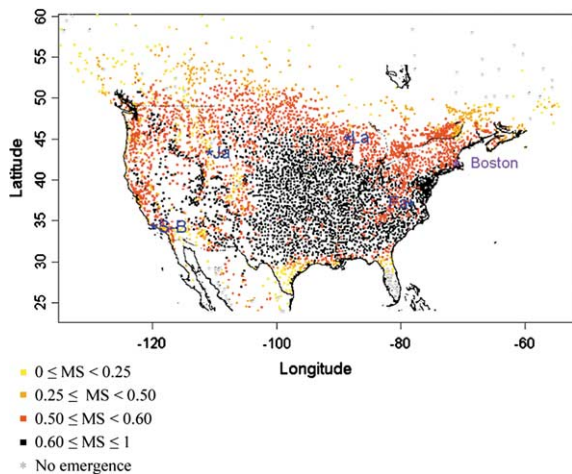 60
55
50
45
40
35
30
25
Latitude
La
Ja
Boston
S-B
-120
-100
-80
-60
Longitude
0 ≤ MS < 0.25
0.25 ≤ MS < 0.50
0.50 ≤ MS < 0.60
0.60 ≤ MS ≤ 1
No emergence